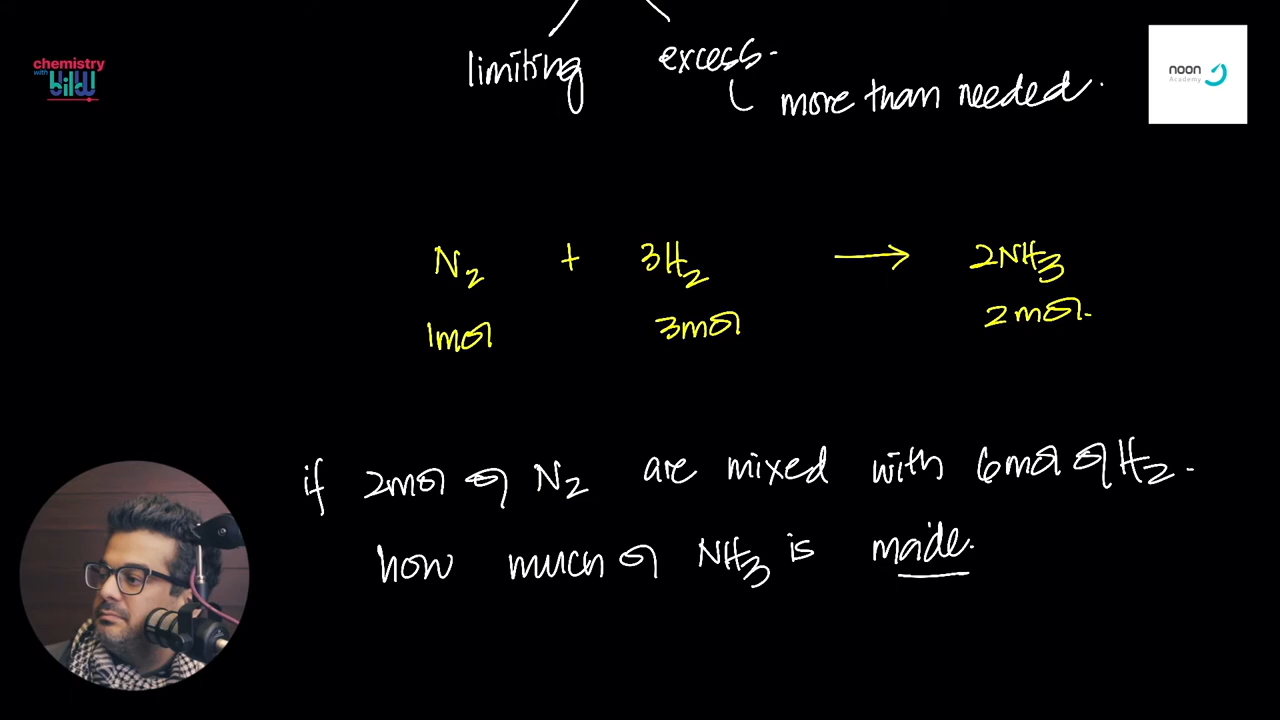 limiting excess.
more than needed.
chemistry
with bilal
noon
Academy
N₂ + 3H₂ → 2NH₃
1mol 3mol 2mol.
if 2mol of N₂ are mixed with 6mol of H₂.
how much of NH₃ is made.